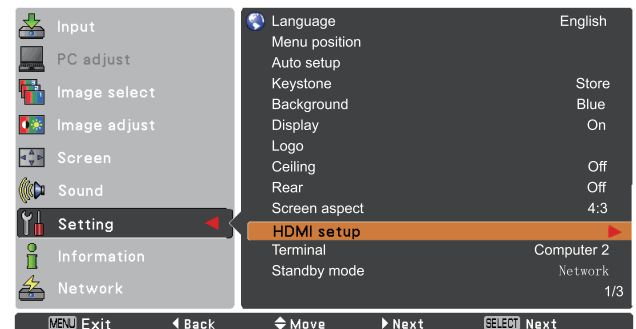 Input
PC adjust
Image select
Image adjust
Screen
Sound
Setting
Information
Network
Language English
Menu position
Auto setup
Keystone Store
Background Blue
Display On
Logo
Ceiling Off
Rear Off
Screen aspect 4:3
HDMI setup
Terminal Computer 2
Standby mode Network
1/3
MENU Exit Back Move Next SELECT Next